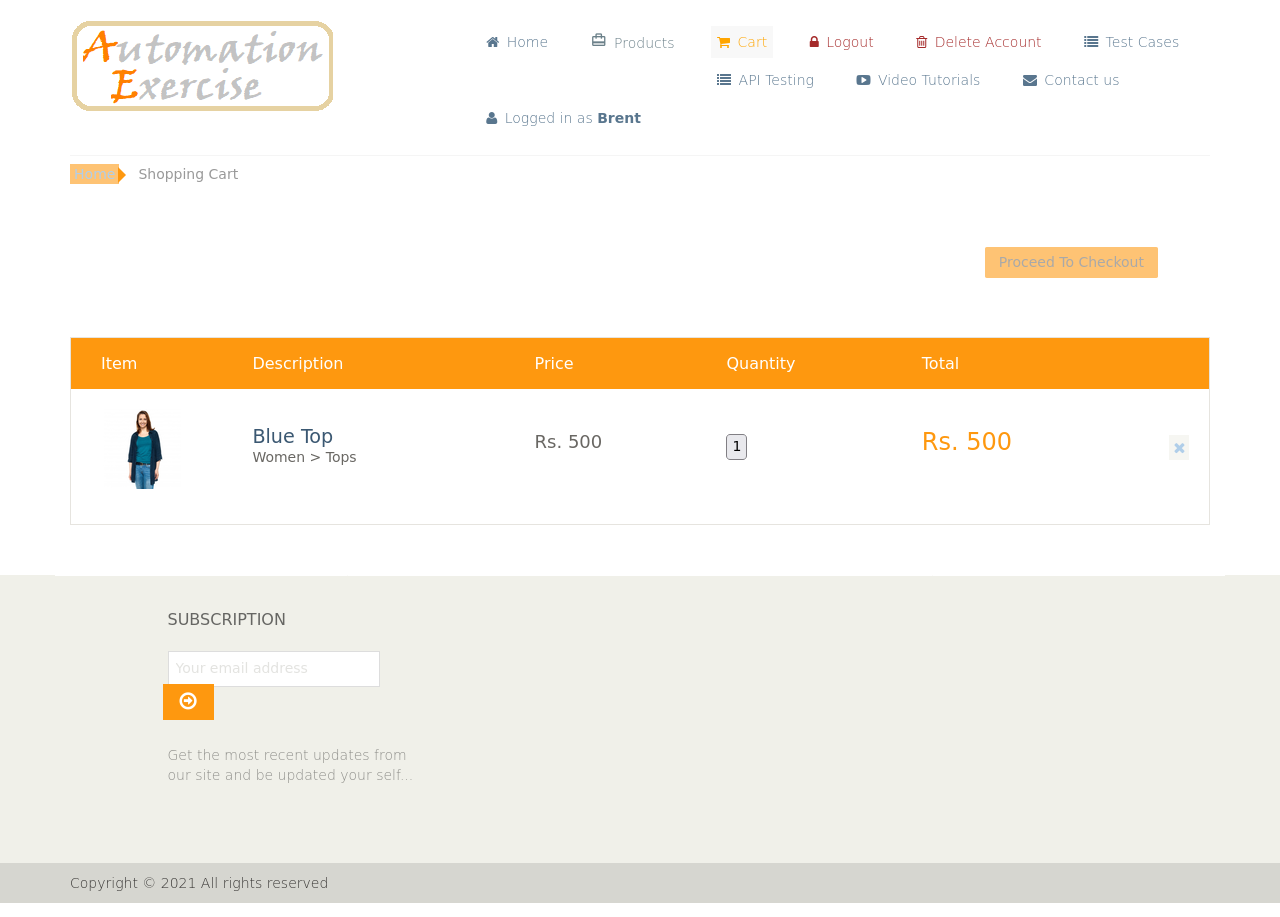 Automation
Exercise
Home Products Cart Logout Delete Account Test Cases
API Testing Video Tutorials Contact us
Logged in as Brent
Home Shopping Cart
Proceed To Checkout
Item Description Price Quantity Total
Blue Top
Women > Tops
Rs. 500
1
Rs. 500
SUBSCRIPTION
Your email address
Get the most recent updates from
our site and be updated your self...
Copyright © 2021 All rights reserved